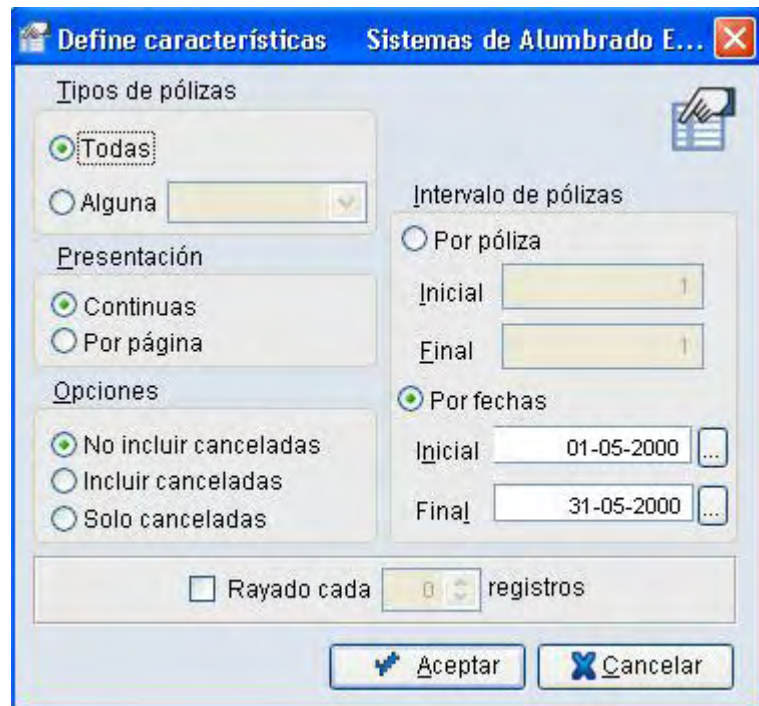 Define características Sistemas de Alumbrado E...
Tipos de pólizas
Todas
Alguna
Presentación
Continuas
Por página
Opciones
No incluir canceladas
Incluir canceladas
Solo canceladas
Intervalo de pólizas
Por póliza
Inicial 1
Final 1
Por fechas
Inicial 01-05-2000 ...
Final 31-05-2000 ...
Rayado cada 0 registros
Aceptar Cancelar